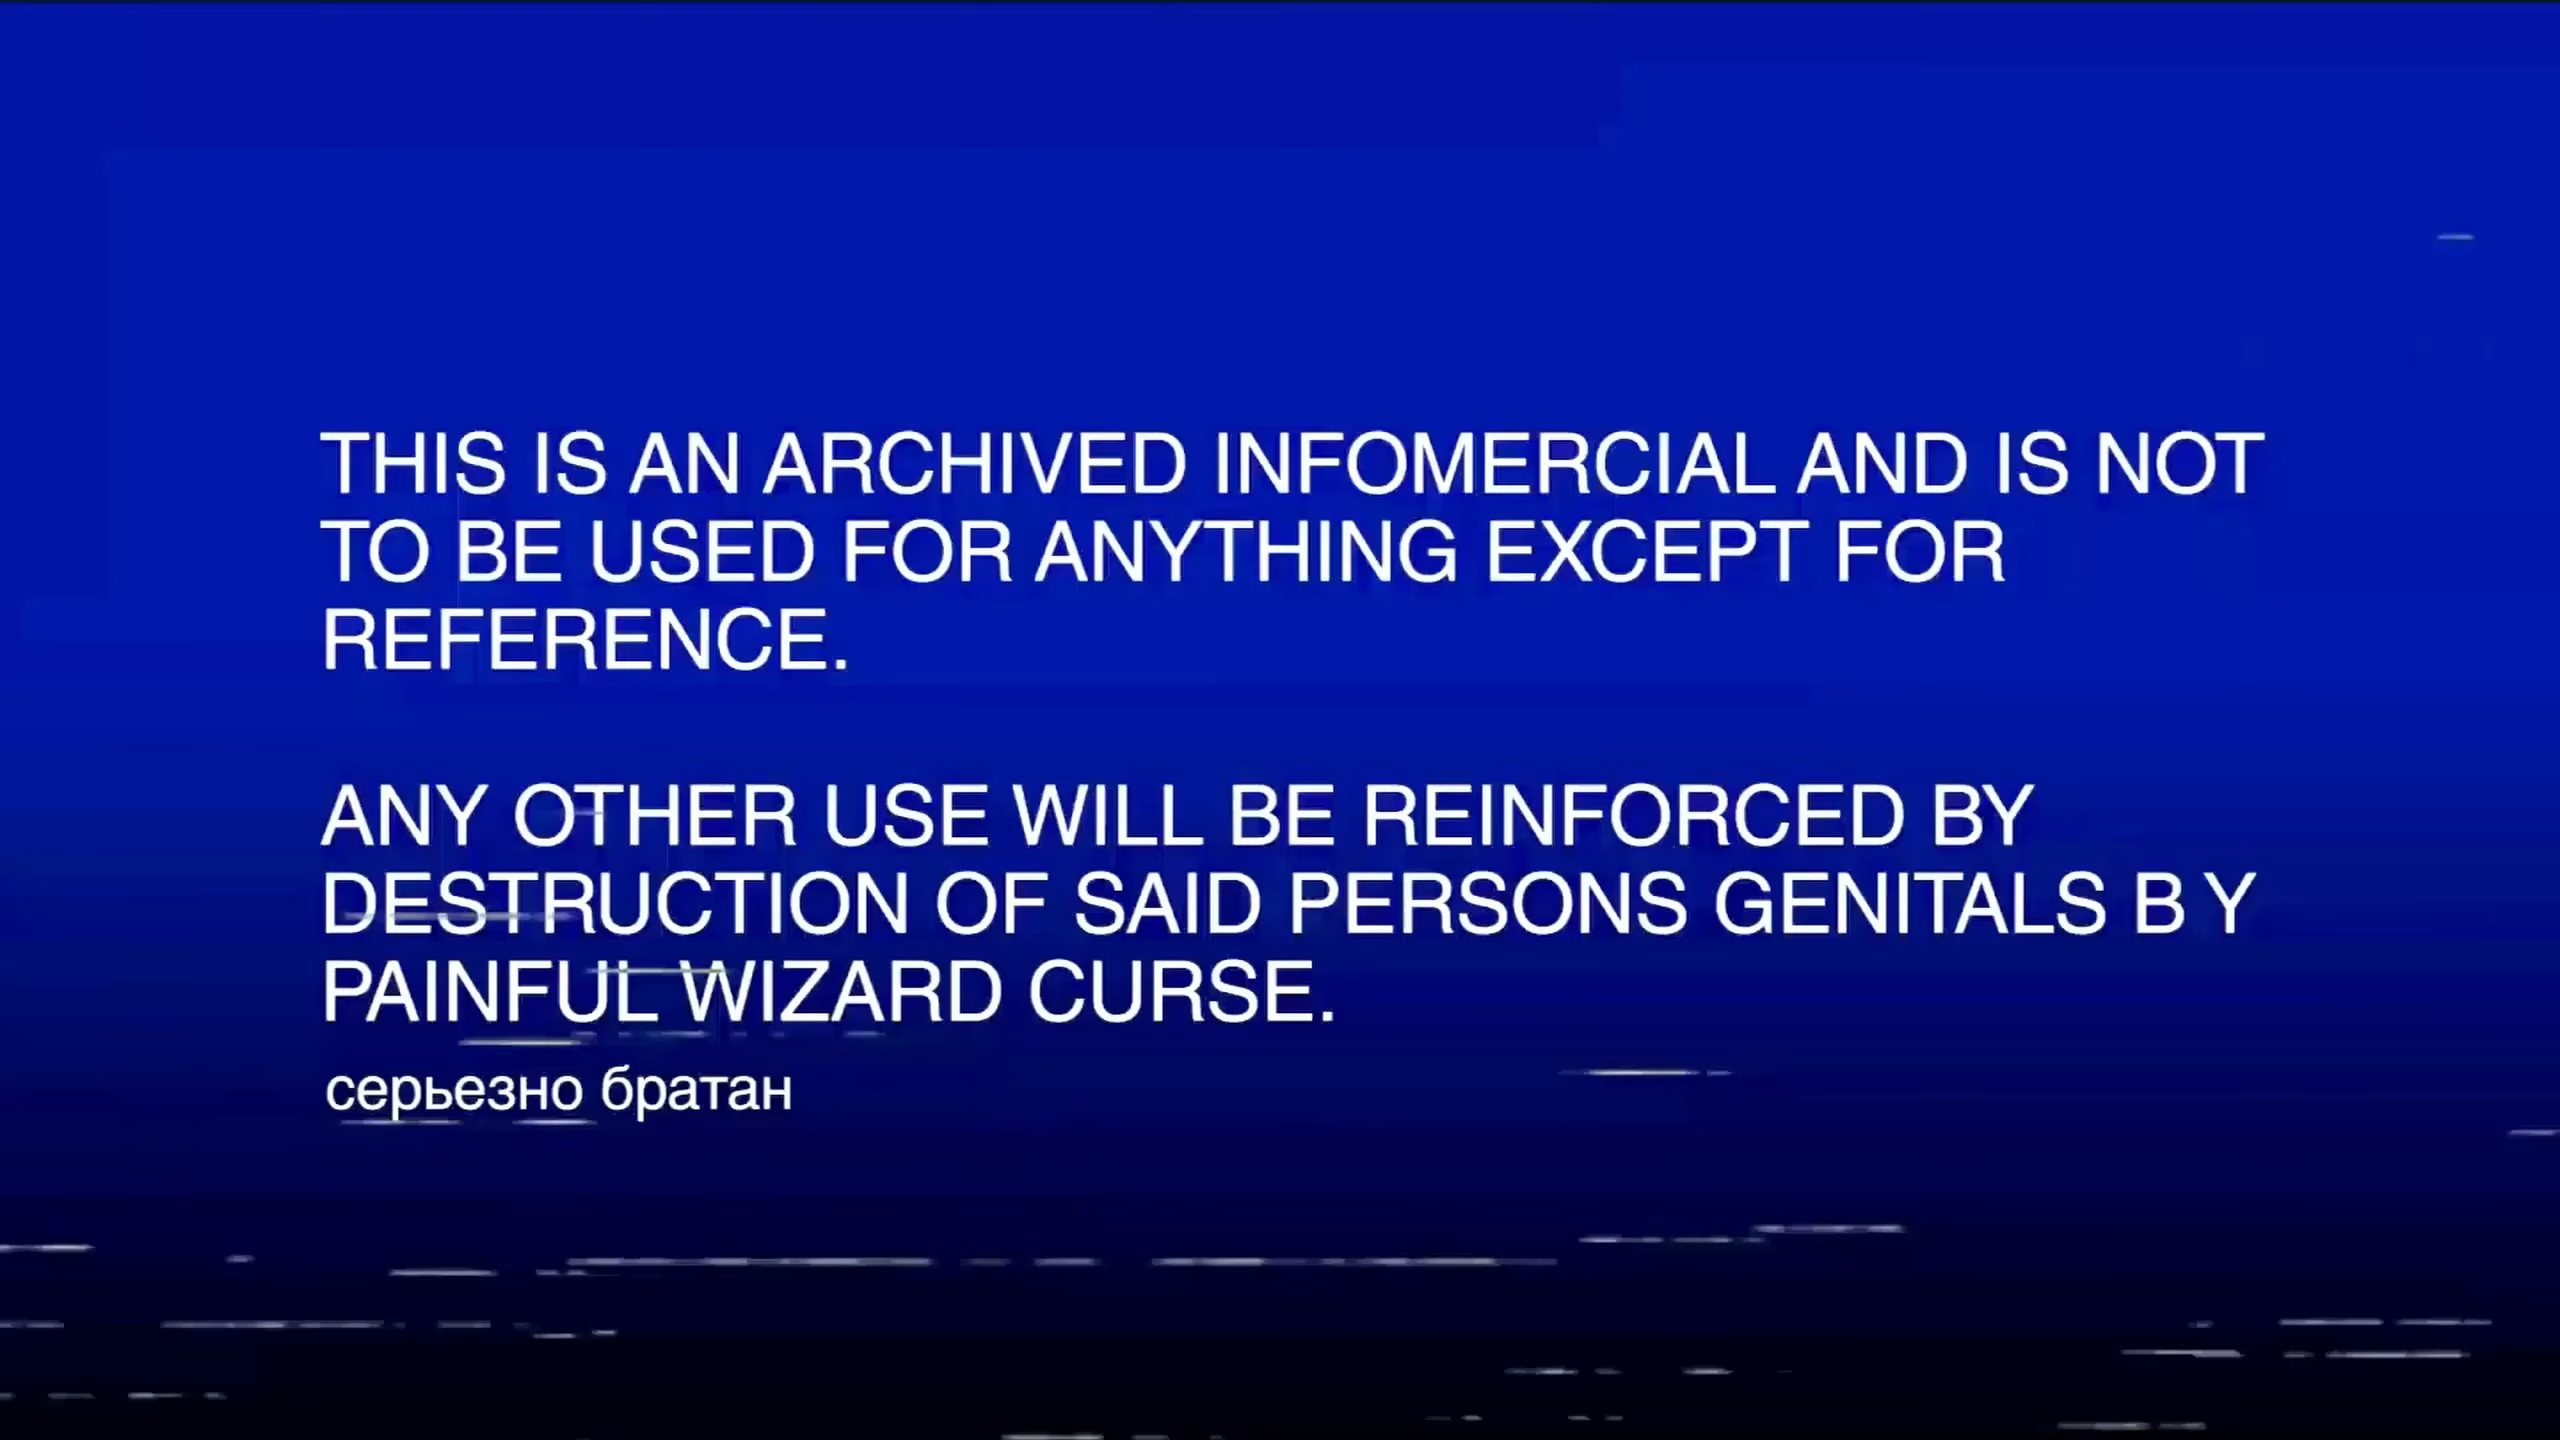 THIS IS AN ARCHIVED INFOMERCIAL AND IS NOT
TO BE USED FOR ANYTHING EXCEPT FOR
REFERENCE.
ANY OTHER USE WILL BE REINFORCED BY
DESTRUCTION OF SAID PERSONS GENITALS B Y
PAINFUL WIZARD CURSE.
серьезно братан